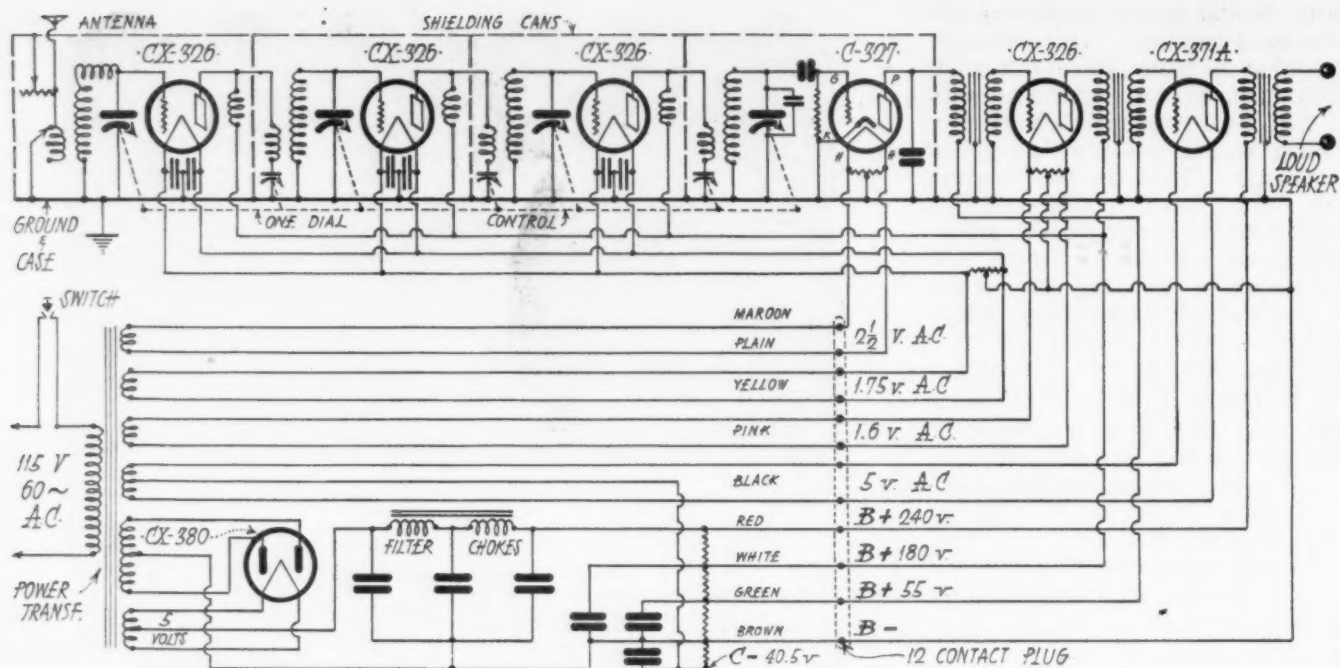 ANTENNA
SHIELDING CANS
CX-326
CX-326
CX-326
C-327
CX-326
CX-371A
G
P
K
H
H
LOUD
SPEAKER
GROUND
&
CASE
ONE DIAL
CONTROL
SWITCH
MAROON
PLAIN
2½ V. A.C.
YELLOW
1.75 v. A.C
PINK
1.6 v. A.C.
115 V
60~
A.C.
BLACK
5 v. A.C
CX-380
RED
B+ 240 v.
FILTER
CHOKES
WHITE
B+ 180 v.
POWER
TRANSF.
GREEN
B+ 55 v.
5
VOLTS
BROWN
B-
C- 40.5 v
12 CONTACT PLUG